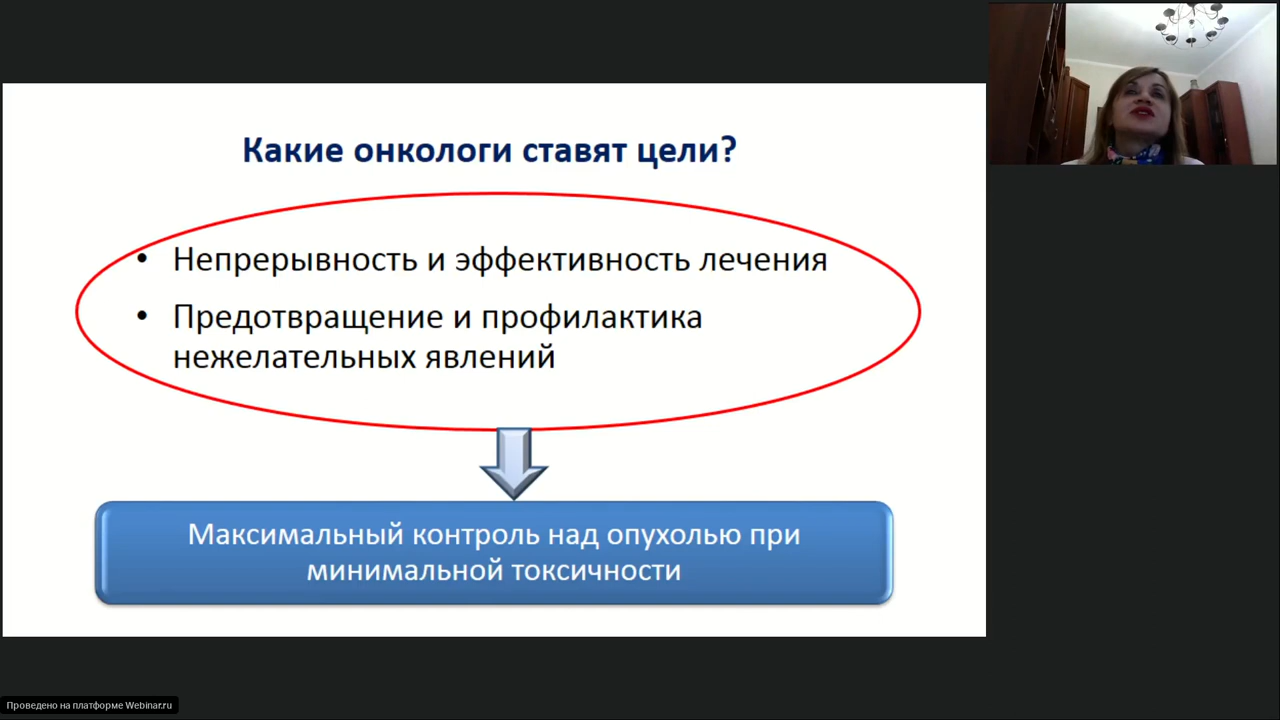 Какие онкологи ставят цели?
• Непрерывность и эффективность лечения
• Предотвращение и профилактика
нежелательных явлений
Максимальный контроль над опухолью при
минимальной токсичности
Проведено на платформе Webinar.ru